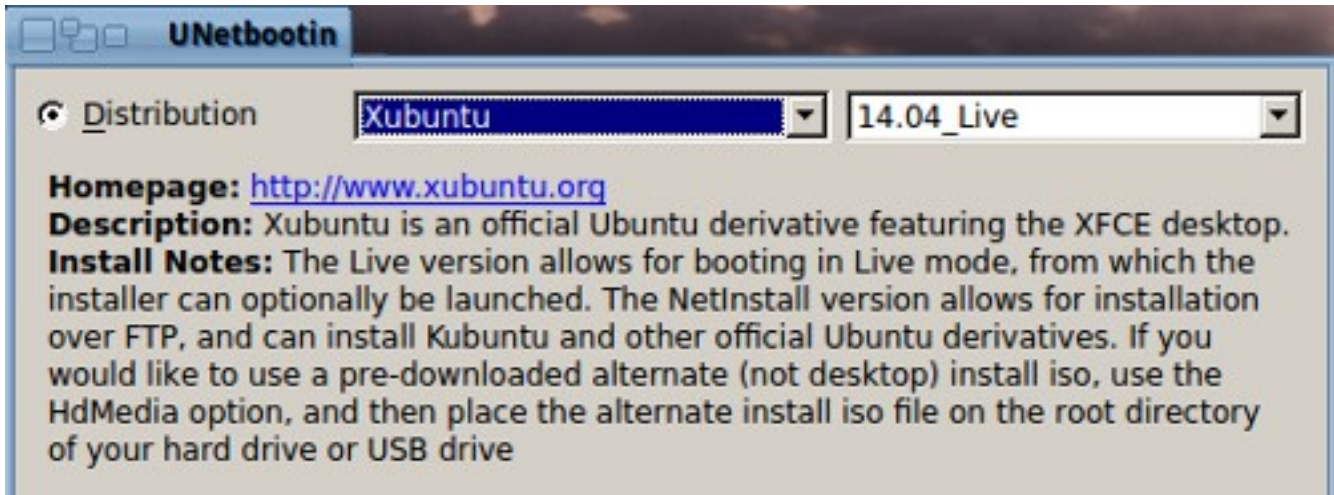 UNetbootin
Distribution Xubuntu 14.04_Live
Homepage: http://www.xubuntu.org
Description: Xubuntu is an official Ubuntu derivative featuring the XFCE desktop.
Install Notes: The Live version allows for booting in Live mode, from which the
installer can optionally be launched. The NetInstall version allows for installation
over FTP, and can install Kubuntu and other official Ubuntu derivatives. If you
would like to use a pre-downloaded alternate (not desktop) install iso, use the
HdMedia option, and then place the alternate install iso file on the root directory
of your hard drive or USB drive